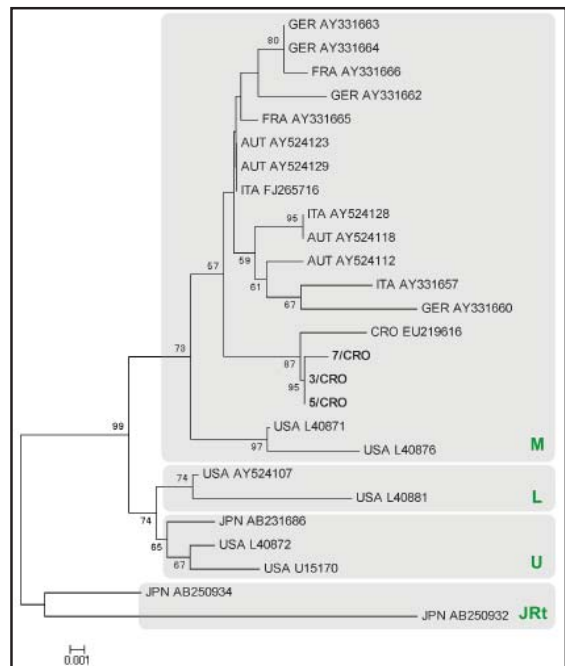 GER AY331663
80
GER AY331664
FRA AY331666
GER AY331662
FRA AY331665
AUT AY524123
AUT AY524129
ITA FJ265716
95
ITA AY524128
AUT AY524118
59
AUT AY524112
57
61
ITA AY331657
67
GER AY331660
CRO EU219616
73
87
7/CRO
95
3/CRO
5/CRO
USA L40871
97
USA L40876
M
99
74
USA AY524107
USA L40881
L
74
JPN AB231686
65
USA L40872
67
USA U15170
U
JPN AB250934
JPN AB250932
JRt
0.001